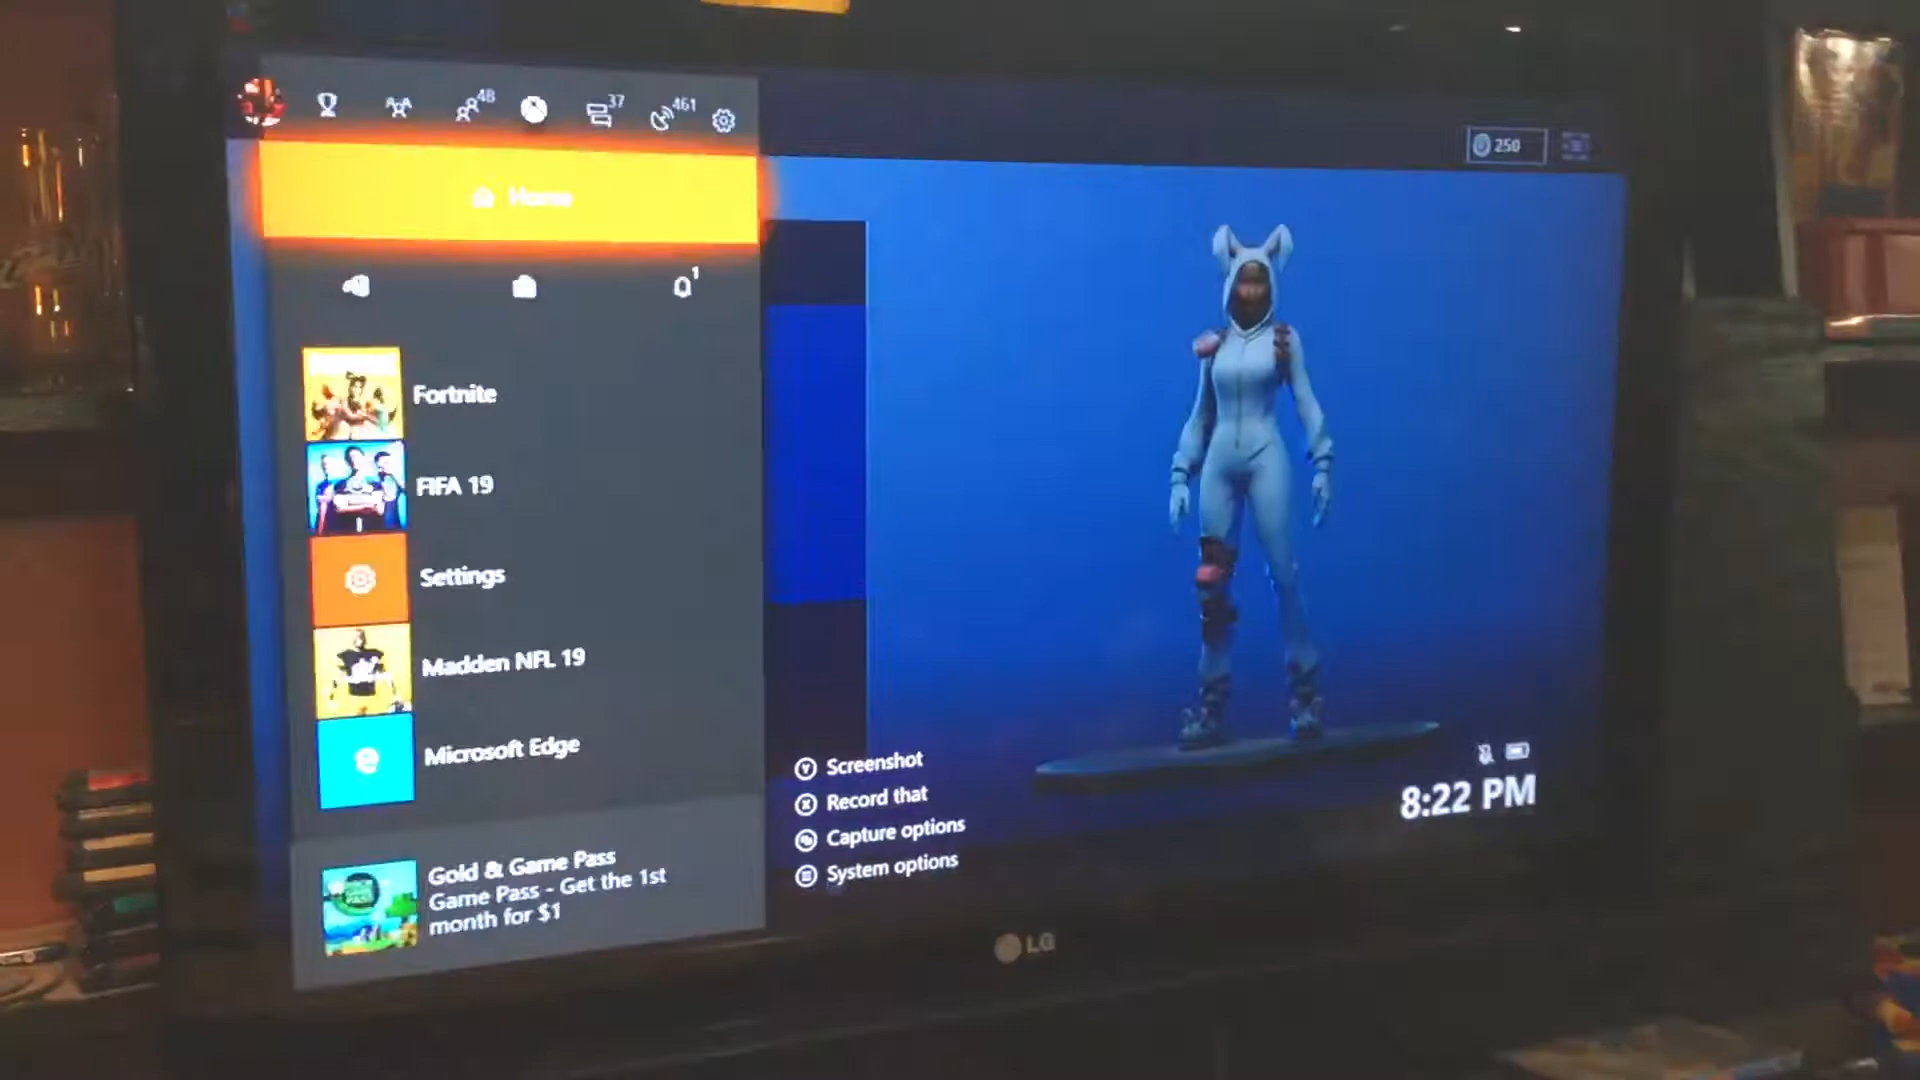 48
37
461
250
Home
1
Fortnite
FIFA 19
Settings
Madden NFL 19
Microsoft Edge
Gold & Game Pass
Game Pass - Get the 1st
month for $1
Screenshot
Record that
Capture options
System options
8:22 PM
LG